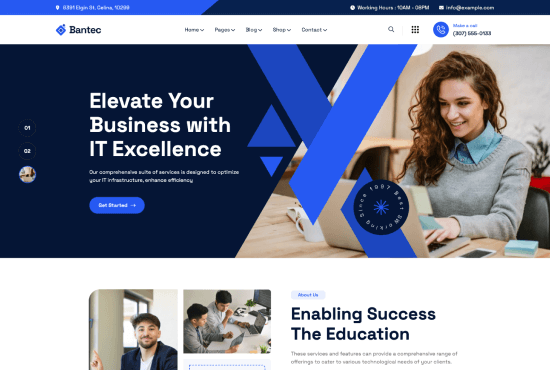 8391 Elgin St. Celina, 10299
Working Hours : 10AM - 08PM
info@example.com
Bantec
Home
Pages
Blog
Shop
Contact
Make a call
(307) 555-0133
Elevate Your
Business with
IT Excellence
01
02
Our comprehensive suite of services is designed to optimize
your IT infrastructure, enhance efficiency
Get Started
Since 1997 Best
About Us
Enabling Success
The Education
These services and features can provide a comprehensive range of
offerings to cater to various technological needs of your clients.